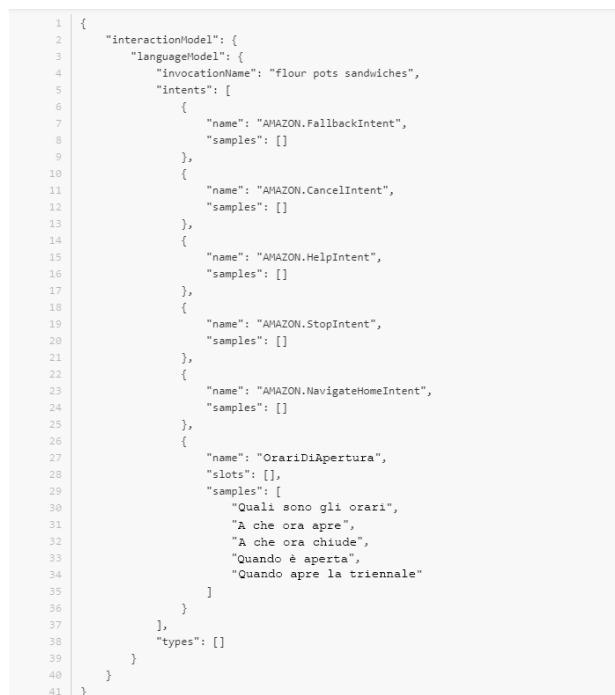 1 {
2 "interactionModel": {
3 "languageModel": {
4 "invocationName": "flour pots sandwiches",
5 "intents": [
6 {
7 "name": "AMAZON.FallbackIntent",
8 "samples": []
9 },
10 {
11 "name": "AMAZON.CancelIntent",
12 "samples": []
13 },
14 {
15 "name": "AMAZON.HelpIntent",
16 "samples": []
17 },
18 {
19 "name": "AMAZON.StopIntent",
20 "samples": []
21 },
22 {
23 "name": "AMAZON.NavigateHomeIntent",
24 "samples": []
25 },
26 {
27 "name": "OrariDiApertura",
28 "slots": [],
29 "samples": [
30 "Quali sono gli orari",
31 "A che ora apre",
32 "A che ora chiude",
33 "Quando è aperta",
34 "Quando apre la triennale"
35 ]
36 }
37 ],
38 "types": []
39 }
40 }
41 }